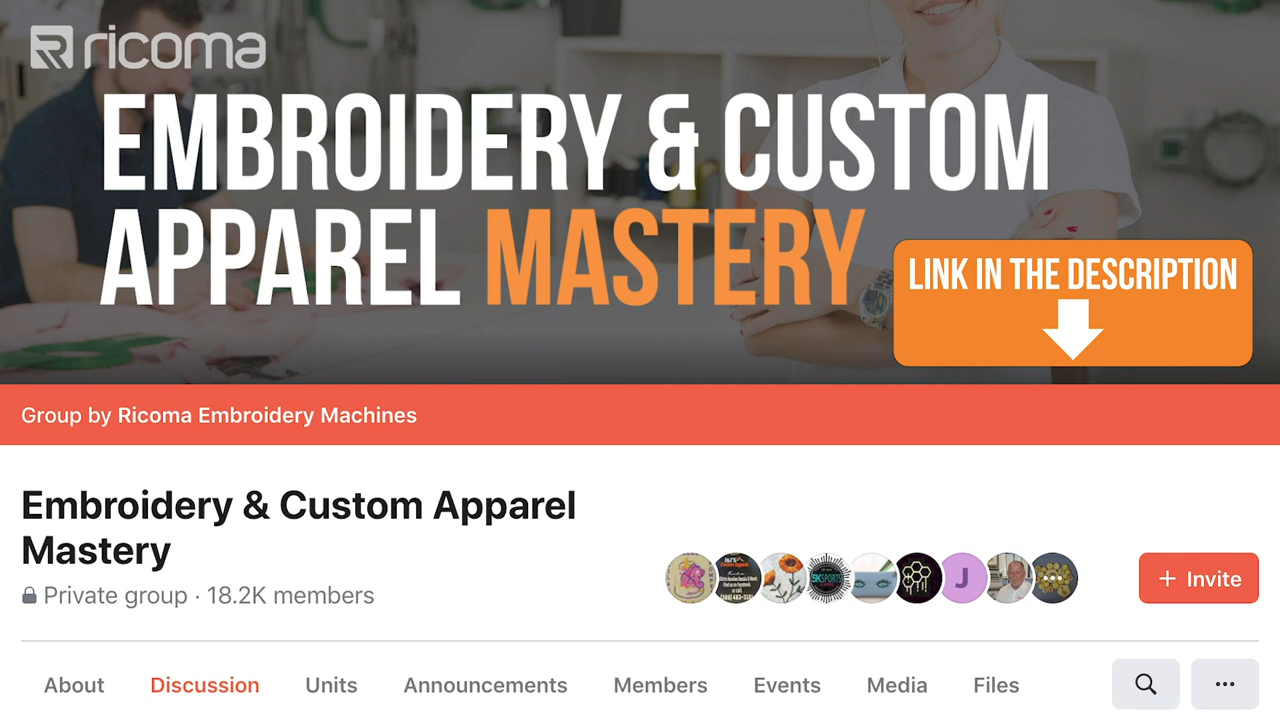 ricoma
EMBROIDERY & CUSTOM
APPAREL MASTERY
LINK IN THE DESCRIPTION
Group by Ricoma Embroidery Machines
Embroidery & Custom Apparel
Mastery
Private group · 18.2K members
SKSPORTS
J
+ Invite
About Discussion Units Announcements Members Events Media Files